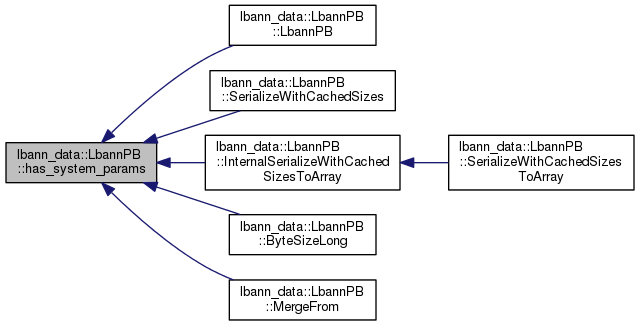 lbann_data::LbannPB
::LbannPB
lbann_data::LbannPB
::SerializeWithCachedSizes
lbann_data::LbannPB
::has_system_params
lbann_data::LbannPB
::InternalSerializeWithCached
SizesToArray
lbann_data::LbannPB
::SerializeWithCachedSizes
ToArray
lbann_data::LbannPB
::ByteSizeLong
lbann_data::LbannPB
::MergeFrom